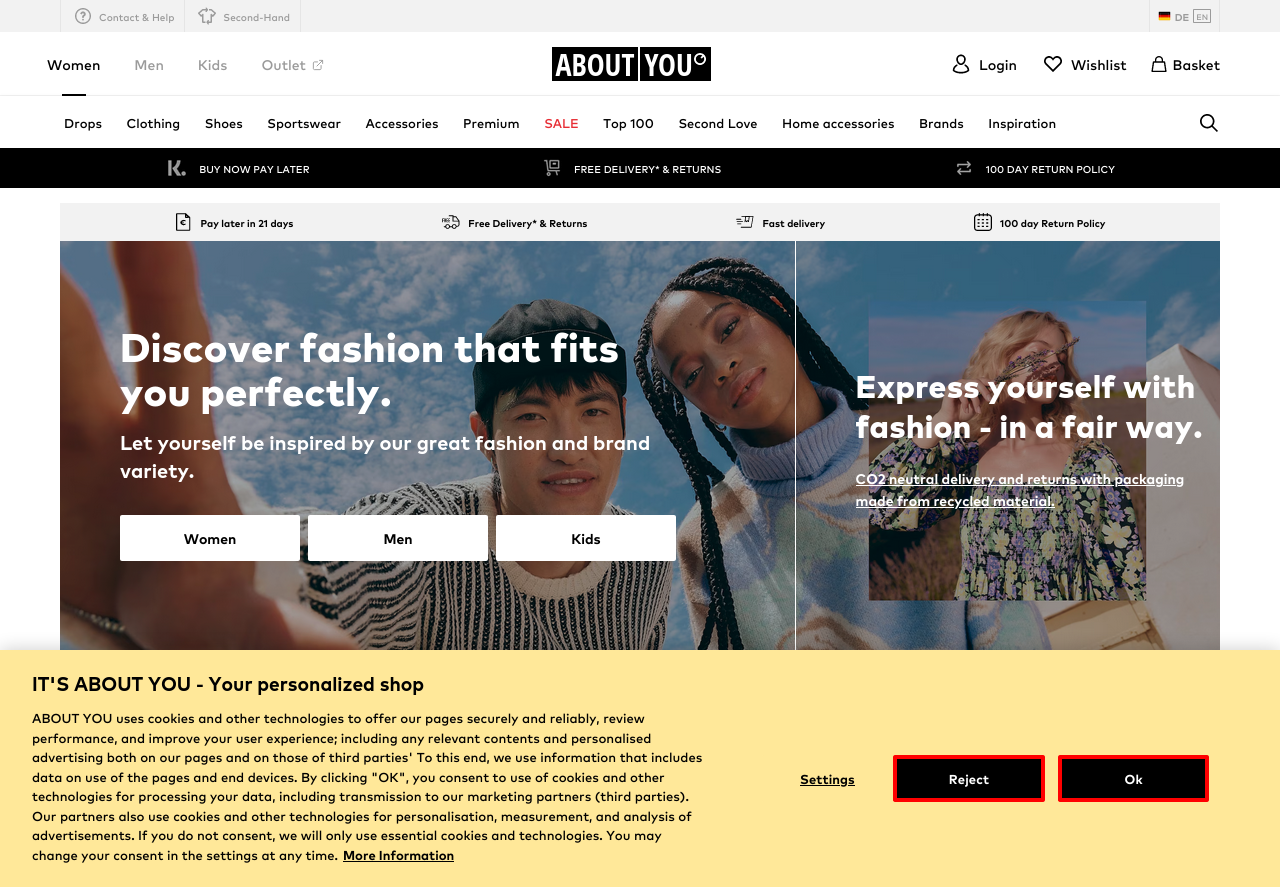 Contact & Help
Second-Hand
DE EN
Women
Men
Kids
Outlet
ABOUT YOU
Login
Wishlist
Basket
Drops
Clothing
Shoes
Sportswear
Accessories
Premium
SALE
Top 100
Second Love
Home accessories
Brands
Inspiration
K.
BUY NOW PAY LATER
FREE DELIVERY* & RETURNS
100 DAY RETURN POLICY
Pay later in 21 days
Free Delivery* & Returns
Fast delivery
100 day Return Policy
Discover fashion that fits
you perfectly.
Let yourself be inspired by our great fashion and brand
variety.
Women
Men
Kids
Express yourself with
fashion - in a fair way.
CO2 neutral delivery and returns with packaging
made from recycled material.
IT'S ABOUT YOU - Your personalized shop
ABOUT YOU uses cookies and other technologies to offer our pages securely and reliably, review
performance, and improve your user experience; including any relevant contents and personalised
advertising both on our pages and on those of third parties' To this end, we use information that includes
data on use of the pages and end devices. By clicking "OK", you consent to use of cookies and other
technologies for processing your data, including transmission to our marketing partners (third parties).
Our partners also use cookies and other technologies for personalisation, measurement, and analysis of
advertisements. If you do not consent, we will only use essential cookies and technologies. You may
change your consent in the settings at any time. More Information
Settings
Reject
Ok